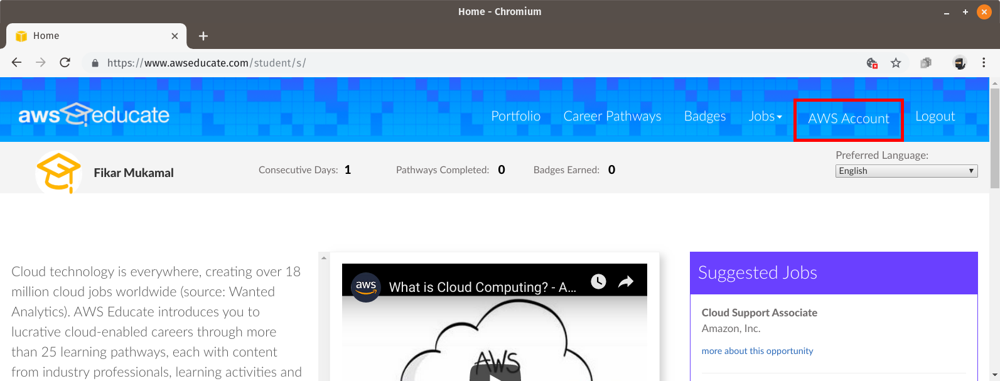 Home - Chromium
Home
https://www.awseducate.com/student/s/
aws educate
Portfolio Career Pathways Badges Jobs AWS Account Logout
Fikar Mukamal
Consecutive Days: 1
Pathways Completed: 0
Badges Earned: 0
Preferred Language:
English
Cloud technology is everywhere, creating over 18
million cloud jobs worldwide (source: Wanted
Analytics). AWS Educate introduces you to
lucrative cloud-enabled careers through more
than 25 learning pathways, each with content
from industry professionals, learning activities and
aws
What is Cloud Computing? - A...
AWS
Suggested Jobs
Cloud Support Associate
Amazon, Inc.
more about this opportunity